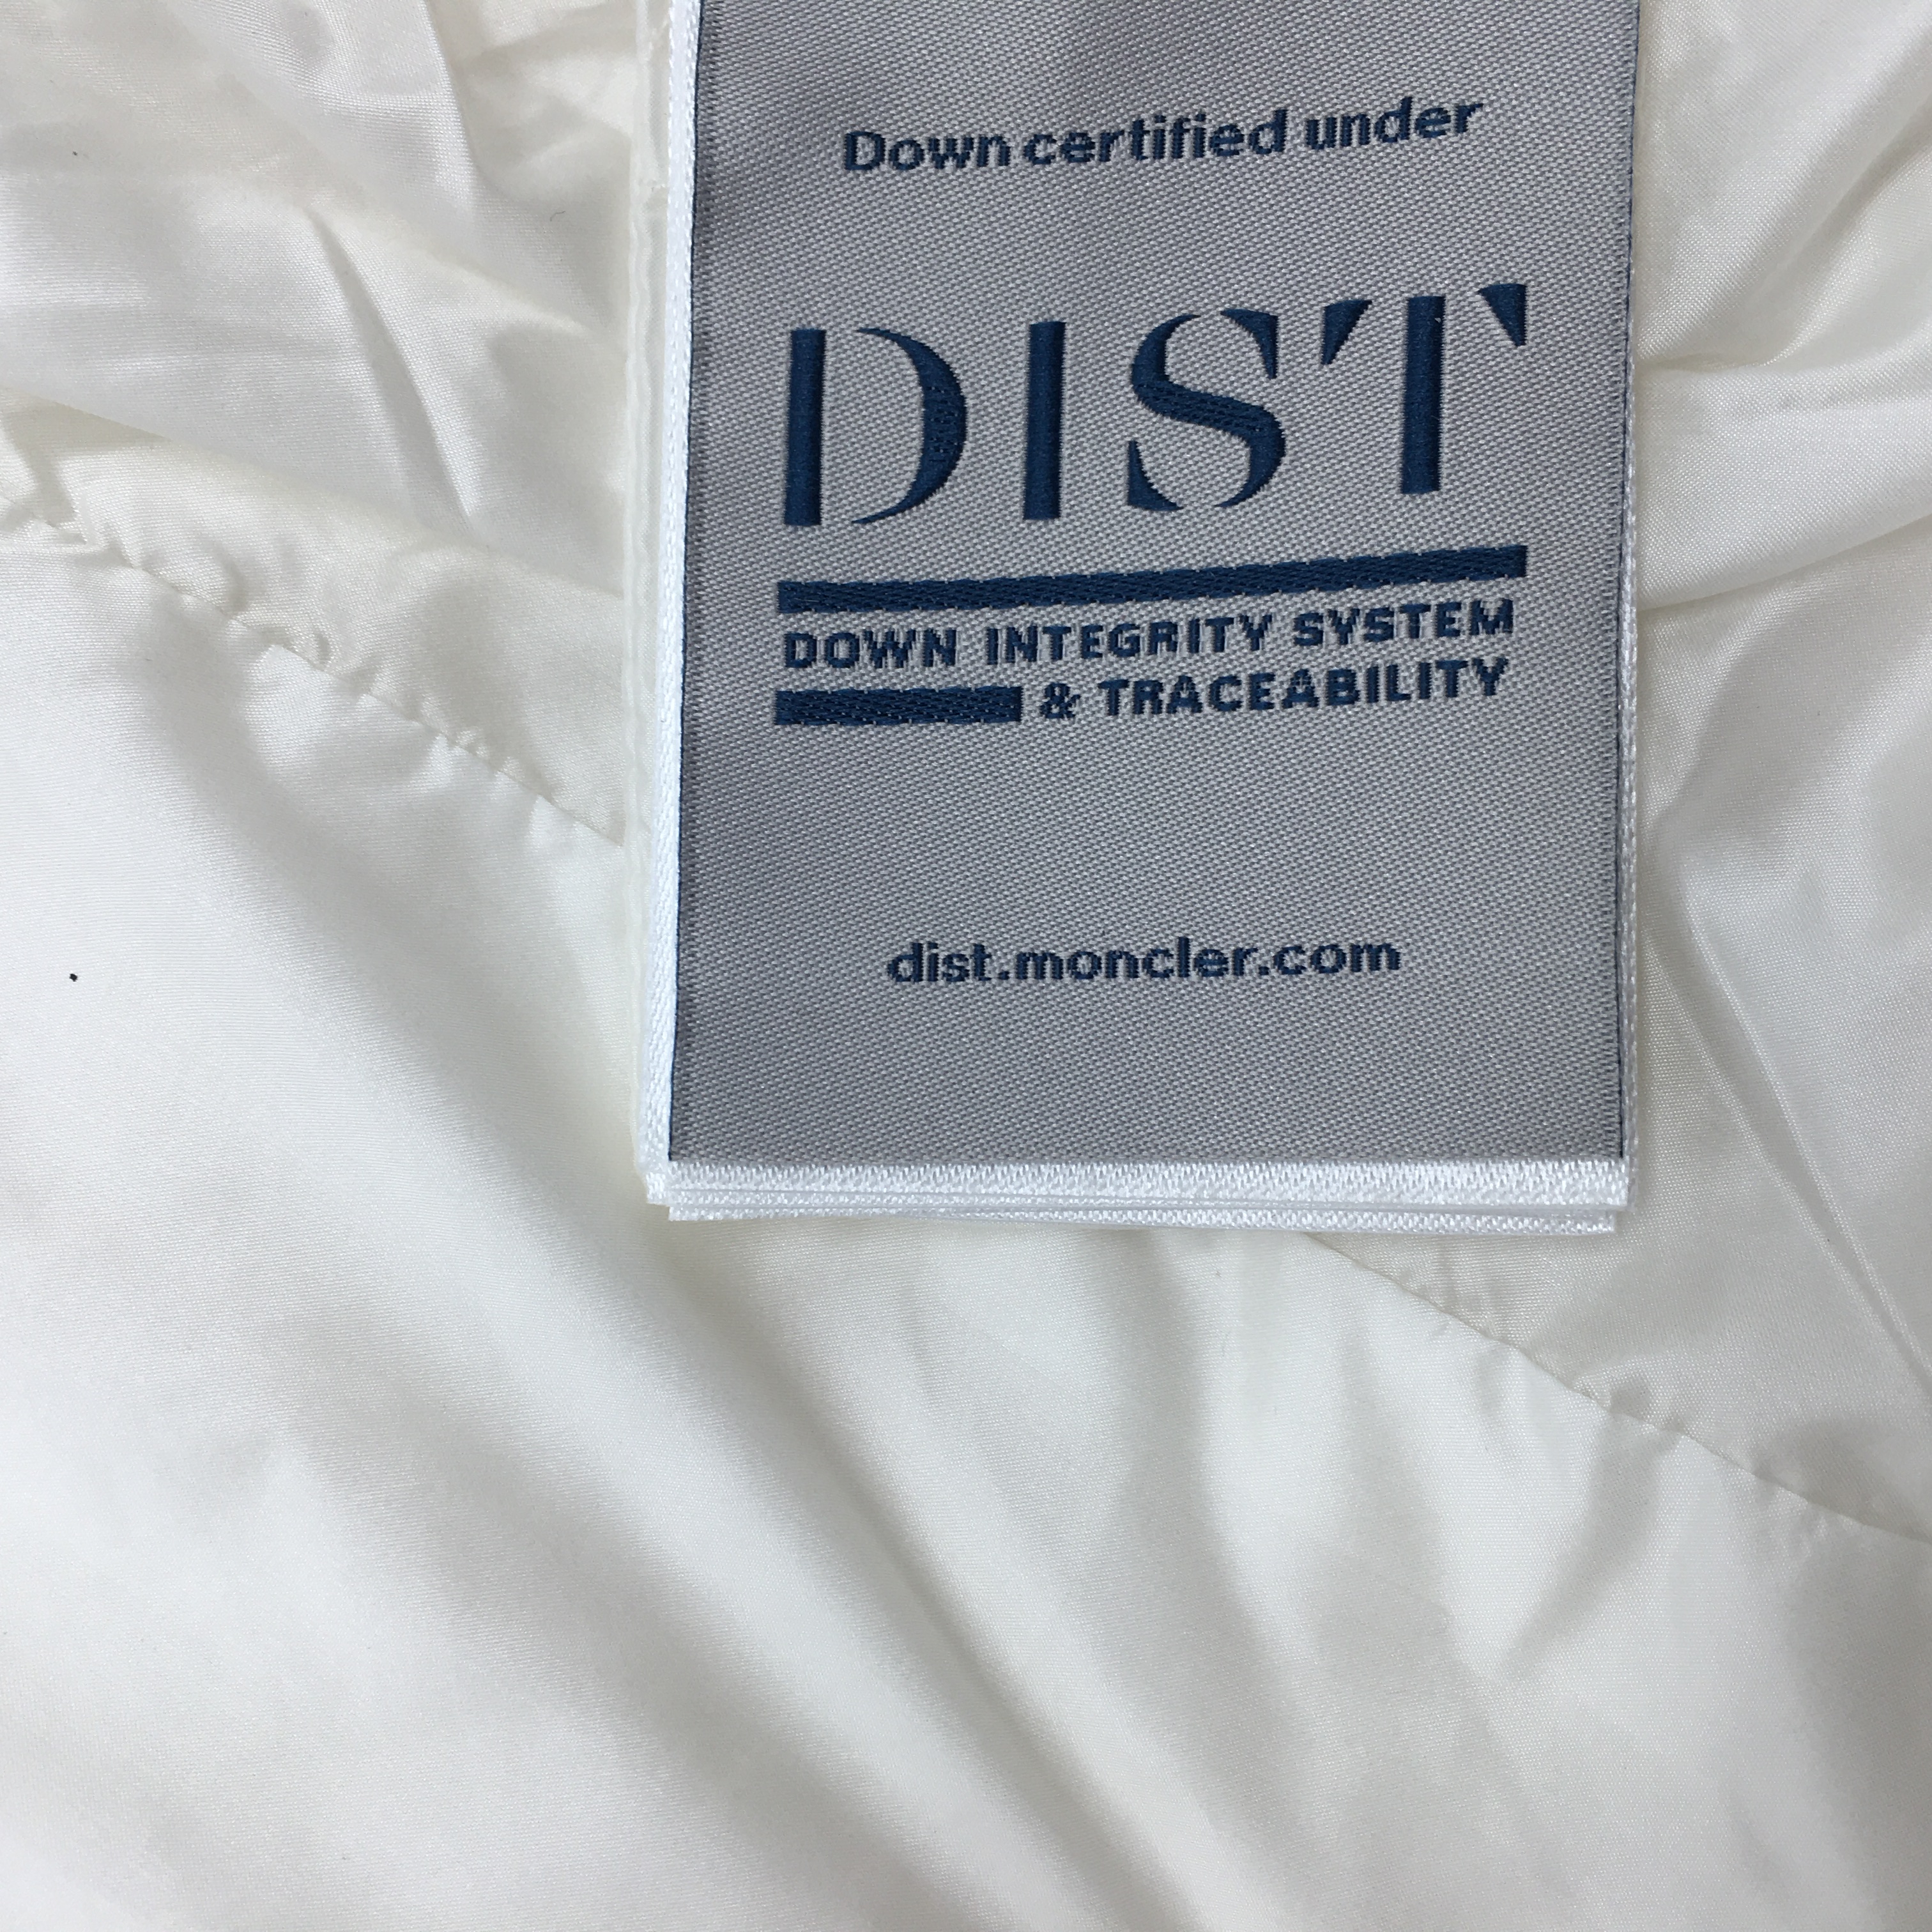 Down certified under
DIST
DOWN INTEGRITY SYSTEM
& TRACEABILITY
dist.moncler.com